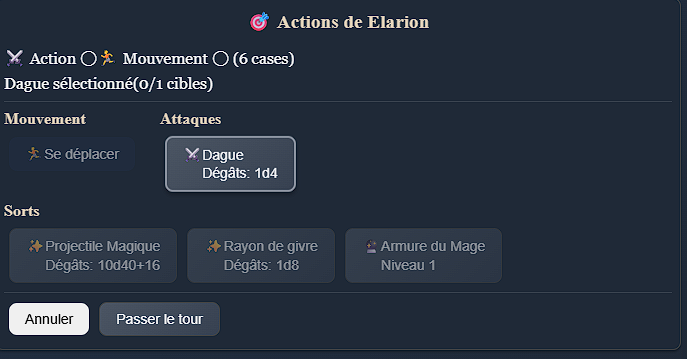 Actions de Elarion
Action Mouvement (6 cases)
Dague sélectionné(0/1 cibles)
Mouvement Attaques
Se déplacer
Dague
Dégâts: 1d4
Sorts
Projectile Magique
Dégâts: 10d40+16
Rayon de givre
Dégâts: 1d8
Armure du Mage
Niveau 1
Annuler Passer le tour